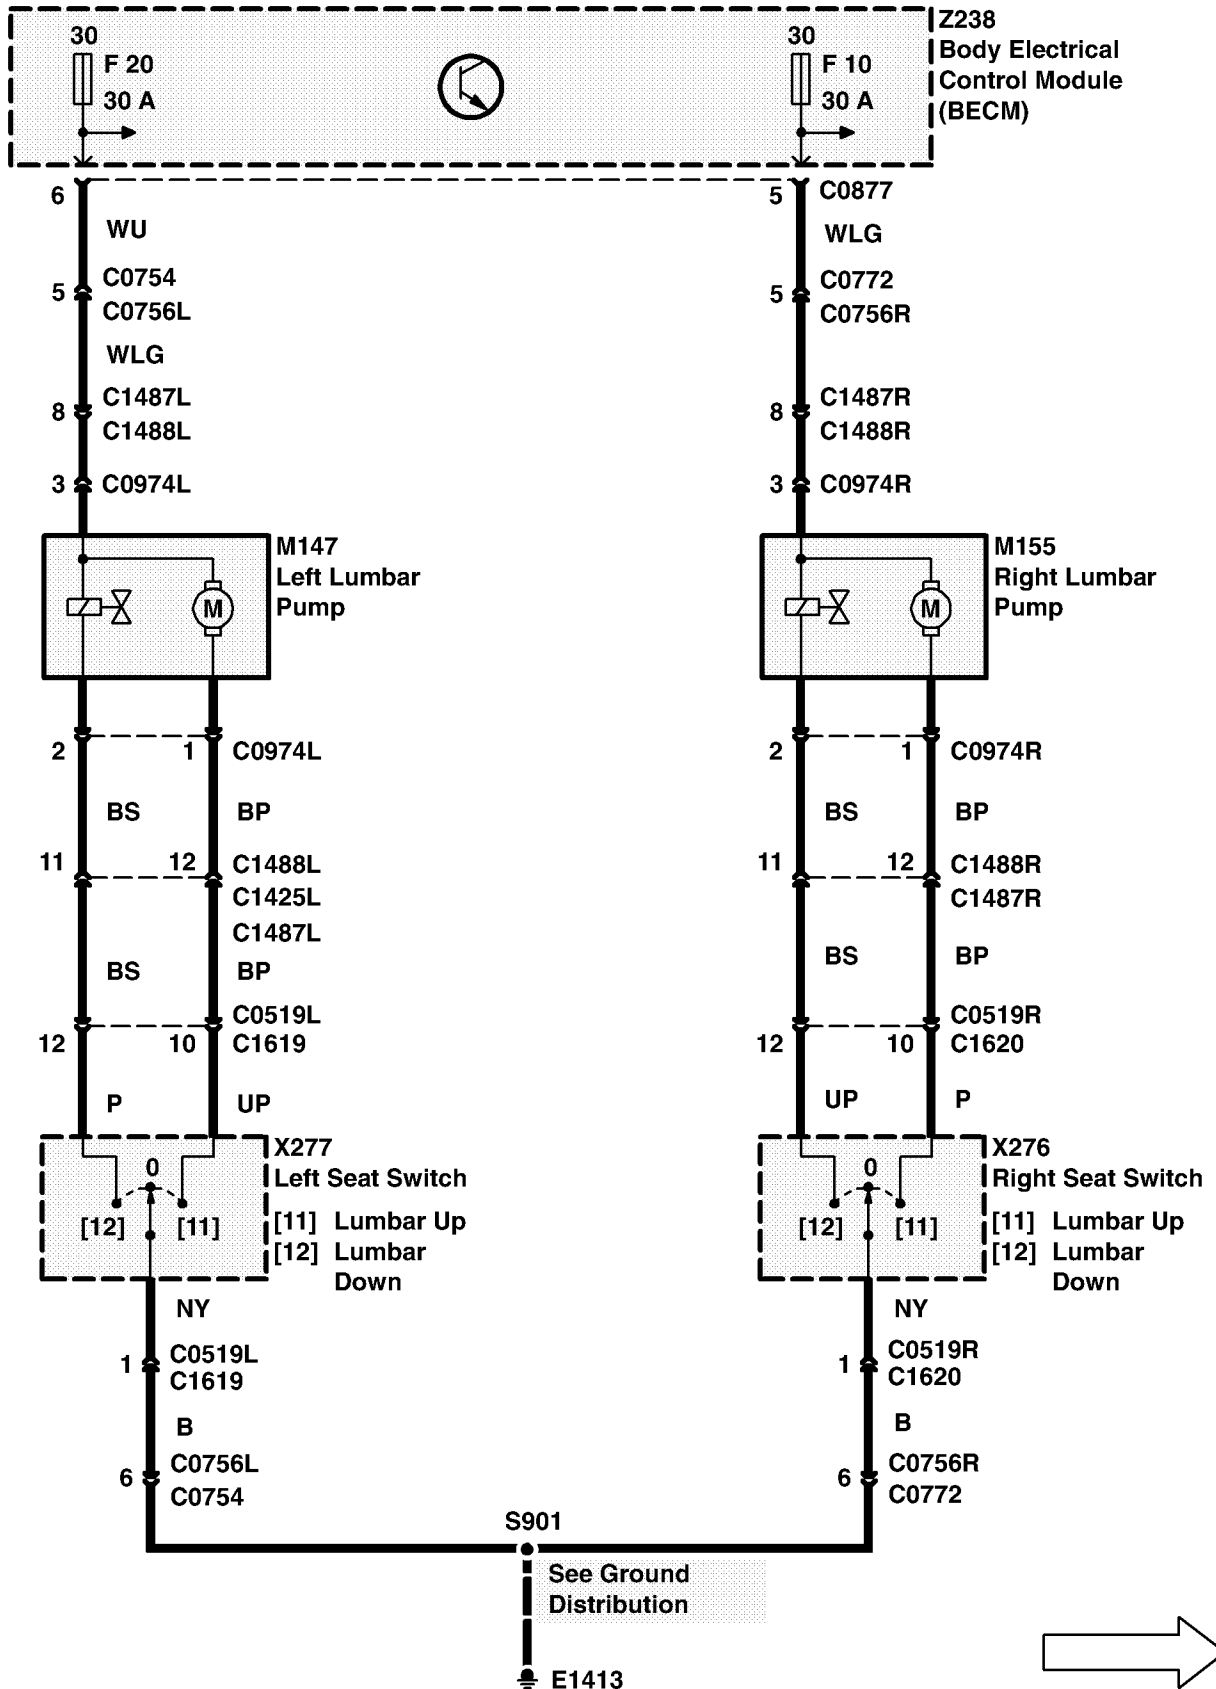 Z238
Body Electrical
Control Module
(BECM)
30
F 20
30 A
30
F 10
30 A
6
5
C0877
WU
WLG
5
C0754
C0756L
5
C0772
C0756R
WLG
8
C1487L
C1488L
8
C1487R
C1488R
3
C0974L
3
C0974R
M147
Left Lumbar
Pump
M
M155
Right Lumbar
Pump
M
2
1
C0974L
2
1
C0974R
BS
BP
BS
BP
11
12
C1488L
C1425L
C1487L
11
12
C1488R
C1487R
BS
BP
BS
BP
12
10
C0519L
C1619
12
10
C0519R
C1620
P
UP
UP
P
X277
Left Seat Switch
[11] Lumbar Up
[12] Lumbar
Down
0
[12]
[11]
X276
Right Seat Switch
[11] Lumbar Up
[12] Lumbar
Down
0
[12]
[11]
NY
NY
1
C0519L
C1619
1
C0519R
C1620
B
B
6
C0756L
C0754
6
C0756R
C0772
S901
See Ground
Distribution
E1413